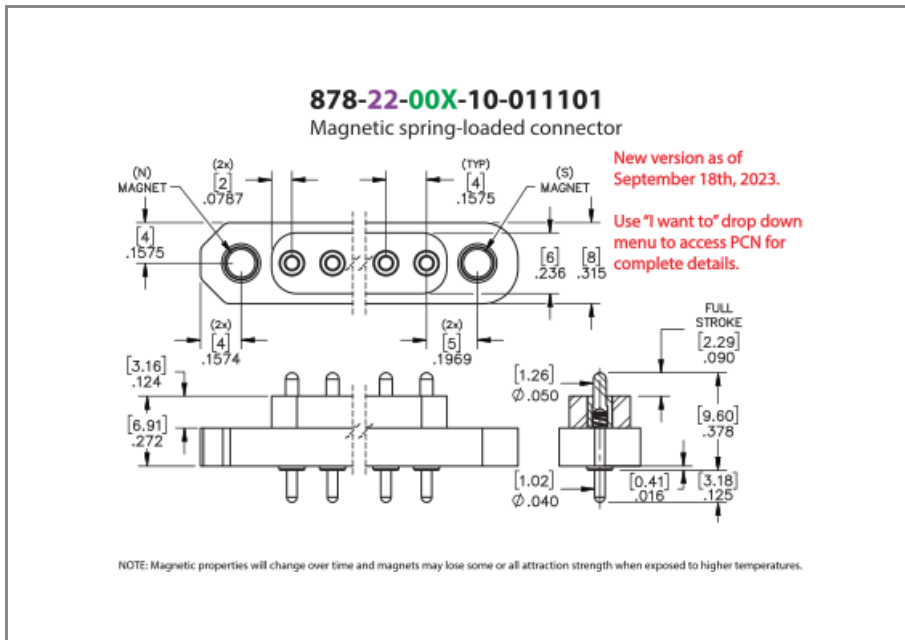 878-22-00X-10-011101
Magnetic spring-loaded connector
New version as of
September 18th, 2023.
Use "I want to" drop down
menu to access PCN for
complete details.
(N)
MAGNET
(2x)
[2]
.0787
(TYP)
[4]
.1575
(S)
MAGNET
[4]
.1575
[6]
.236
[8]
.315
(2x)
[4]
.1574
(2x)
[5]
.1969
FULL
STROKE
[2.29]
.090
[3.16]
.124
[6.91]
.272
[1.26]
Ø.050
[9.60]
.378
[1.02]
Ø.040
[0.41]
.016
[3.18]
.125
NOTE: Magnetic properties will change over time and magnets may lose some or all attraction strength when exposed to higher temperatures.